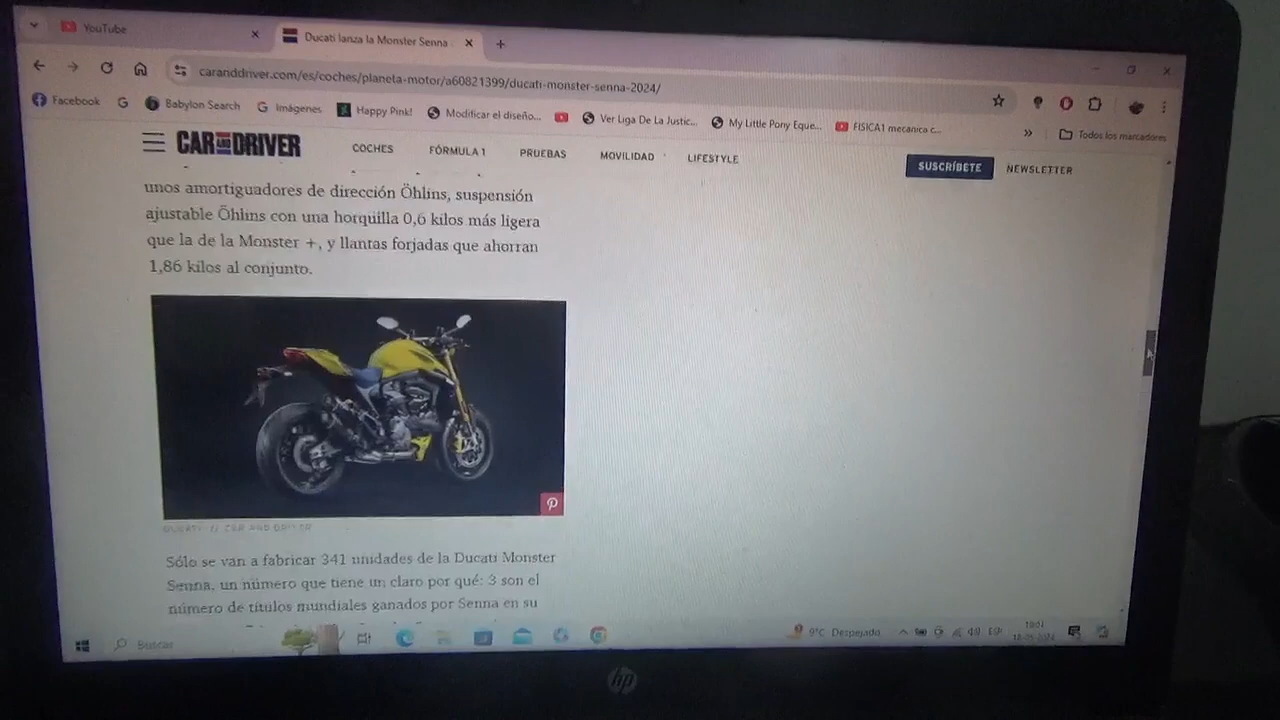 YouTube
Ducati lanza la Monster Senna
caranddriver.com/es/coches/planeta-motor/a60821399/ducati-monster-senna-2024/
Facebook
G
Babylon Search
G Imágenes
Happy Pink!
Modificar el diseño...
Ver Liga De La Justic...
My Little Pony Eque...
FISICA1 mecanica c...
»
Todos los marcadores
CAR AND DRIVER
COCHES
FÓRMULA 1
PRUEBAS
MOVILIDAD
LIFESTYLE
SUSCRÍBETE
NEWSLETTER
unos amortiguadores de dirección Öhlins, suspensión
ajustable Öhlins con una horquilla 0,6 kilos más ligera
que la de la Monster +, y llantas forjadas que ahorran
1,86 kilos al conjunto.
DUCATI // CAR AND DRIVER
Sólo se van a fabricar 341 unidades de la Ducati Monster
Senna, un número que tiene un claro por qué: 3 son el
número de títulos mundiales ganados por Senna en su
Buscar
9°C Despejado
ESP
hp